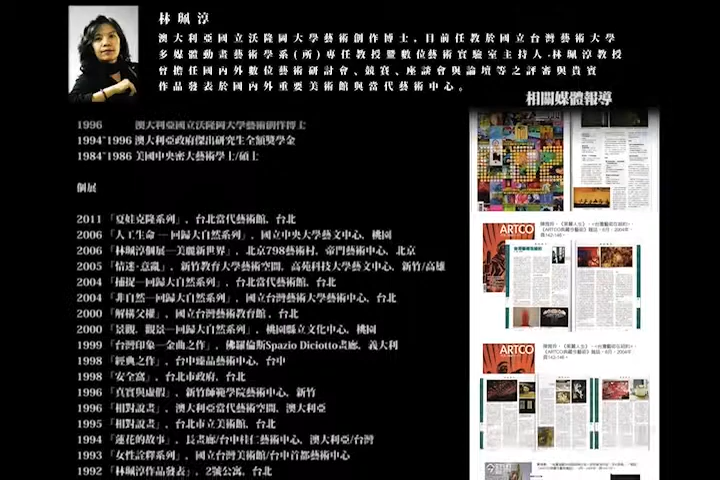 林珮淳
澳大利亞國立沃隆岡大學藝術創作博士，目前任教於國立台灣藝術大學
多媒體動畫藝術學系(所)專任教授暨數位藝術實驗室主持人。林珮淳教授
曾擔任國內外數位藝術研討會、競賽、座談會與論壇等之評審與貴賓
作品發表於國內外重要美術館與當代藝術中心。
相關媒體報導
1996 澳大利亞國立沃隆岡大學藝術創作博士
1994~1996 澳大利亞政府傑出研究生全額獎學金
1984~1986 美國中央密大藝術學士/碩士
個展
2011「夏娃克隆系列」，台北當代藝術館，台北
2006「人工生命—回歸大自然系列」，國立中央大學藝文中心，桃園
2006「林珮淳個展—美麗新世界」，北京798藝術村，帝門藝術中心，北京
2005「情迷‧意亂」，新竹教育大學藝術空間，高苑科技大學藝文中心，新竹/高雄
2004「捕捉—回歸大自然系列」，台北當代藝術館，台北
2004「非自然—回歸大自然系列」，國立台灣藝術大學藝術中心，台北
2000「解構父權」，國立台灣藝術教育館，台北
2000「景觀．觀景—回歸大自然系列」，桃園縣立文化中心，桃園
1999「台灣印象—金曲之作」，佛羅倫斯Spazio Diciotto畫廊，義大利
1998「經典之作」，台中臻品藝術中心，台中
1998「安全窩」，台北市政府，台北
1996「真實與虛假」，新竹師範學院藝術中心，新竹
1996「相對說畫」，澳大利亞當代藝術空間，澳大利亞
1995「相對說畫」，台北市立美術館，台北
1994「蓮花的故事」，長畫廊/台中桂仁藝術中心，澳大利亞/台灣
1993「女性詮釋系列」，國立台灣美術館/台中首都藝術中心
1992「林珮淳作品發表」，2號公寓，台北
ARTCO
ARTCO